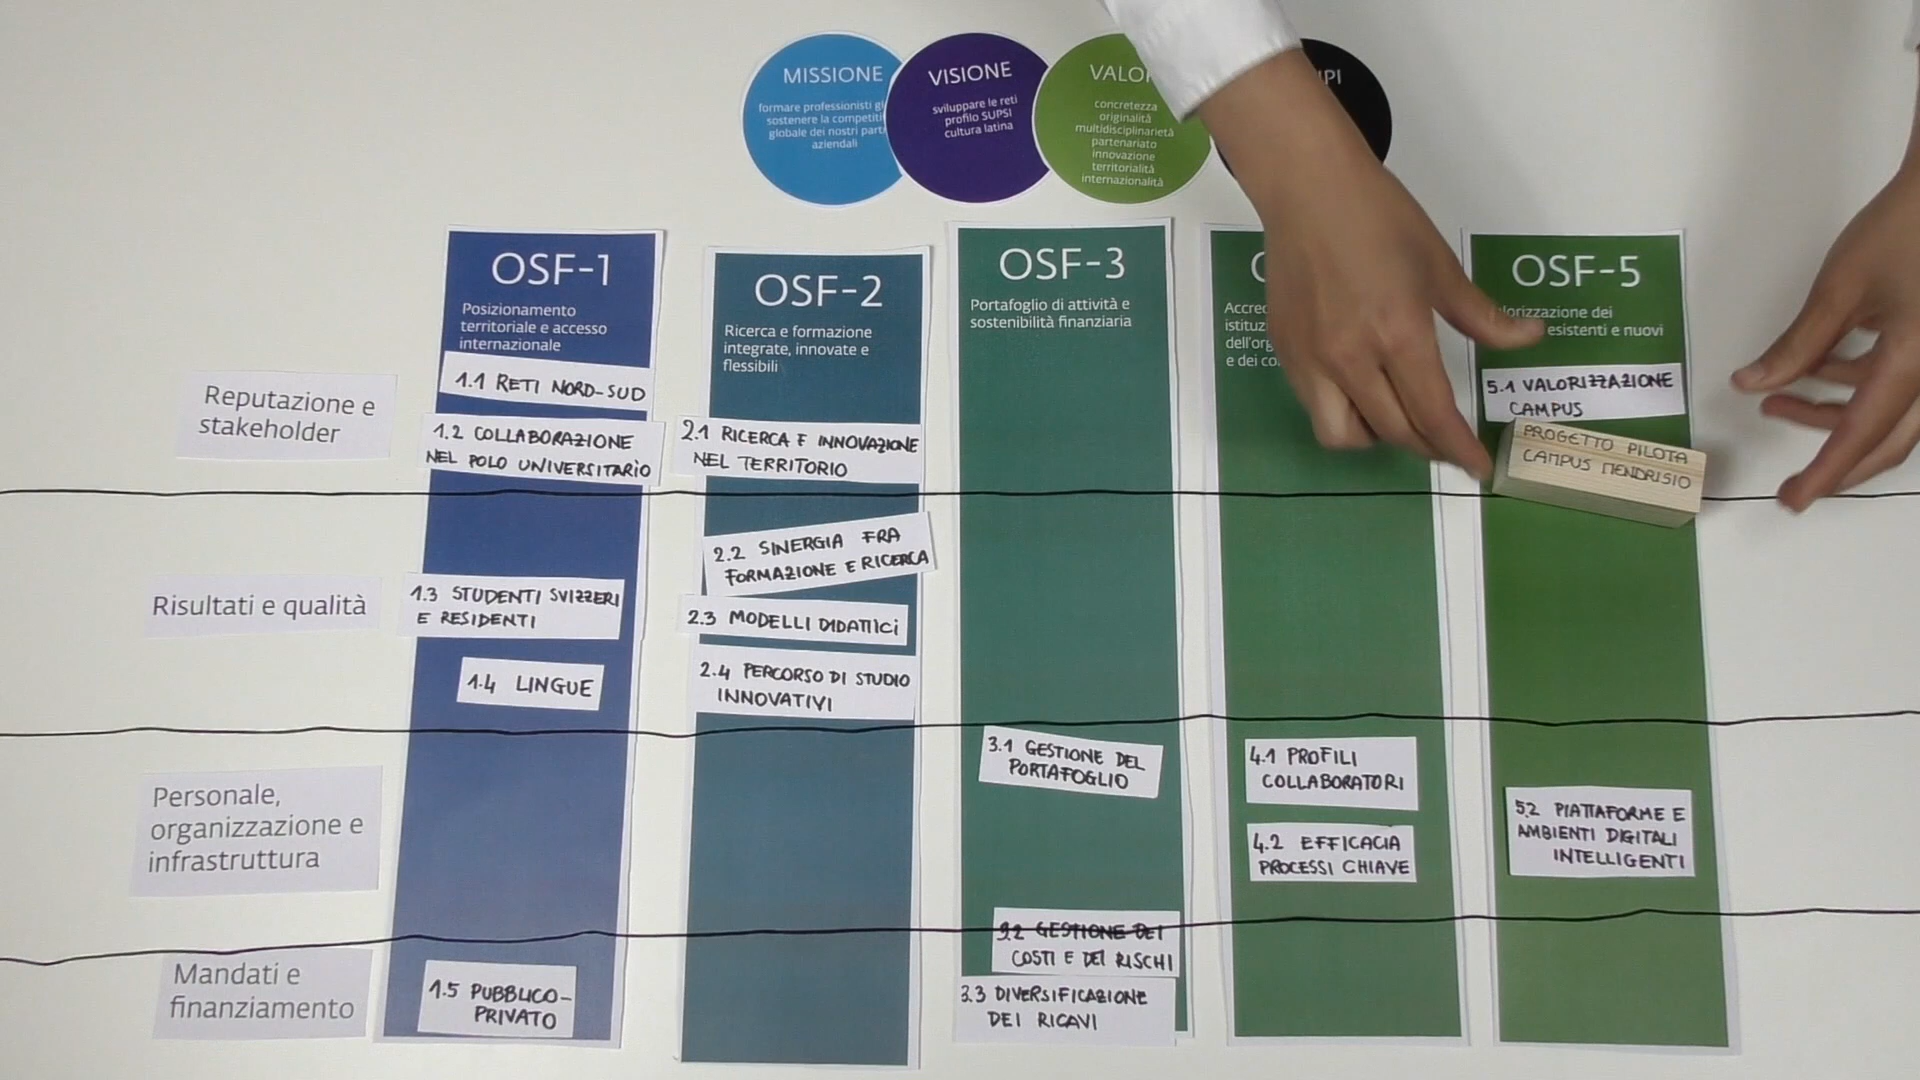 MISSIONE
formare professionisti
sostenere la
globale dei nostri
aziendali
VISIONE
sviluppare le reti
profilo SUPSI
cultura latina
concretezza
originalità
multidisciplinarietà
partenariato
innovazione
territorialità
internazionalità
OSF-1
Posizionamento
territoriale e accesso
internazionale
OSF-2
Ricerca e formazione
integrate, innovate e
flessibili
OSF-3
Portafoglio di attività e
sostenibilità finanziaria
e dei
OSF-5
dei
esistenti e nuovi
Reputazione e
stakeholder
1.1 RETI NORD-SUD
1.2 COLLABORAZIONE
NEL POLO UNIVERSITARIO
2.1 RICERCA E INNOVAZIONE
NEL TERRITORIO
5.1 VALORIZZAZIONE
CAMPUS
PROGETTO PILOTA
CAMPUS MENDRISIO
Risultati e qualità
1.3 STUDENTI SVIZZERI
E RESIDENTI
1.4 LINGUE
2.2 SINERGIA FRA
FORMAZIONE E RICERCA
2.3 MODELLI DIDATTICI
2.4 PERCORSO DI STUDIO
INNOVATIVI
Personale,
organizzazione e
infrastruttura
3.1 GESTIONE DEL
PORTAFOGLIO
4.1 PROFILI
COLLABORATORI
4.2 EFFICACIA
PROCESSI CHIAVE
5.2 PIATTAFORME E
AMBIENTI DIGITALI
INTELLIGENTI
Mandati e
finanziamento
1.5 PUBBLICO-
PRIVATO
3.2 GESTIONE DEI
COSTI E DEI RISCHI
3.3 DIVERSIFICAZIONE
DEI RICAVI